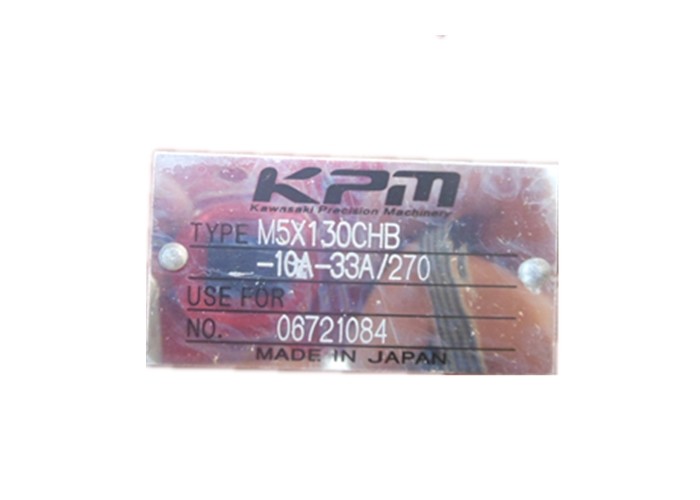 KPM
Kawasaki Precision Machinery
TYPE M5X130CHB
-10A-33A/270
USE FOR
NO. 06721084
MADE IN JAPAN